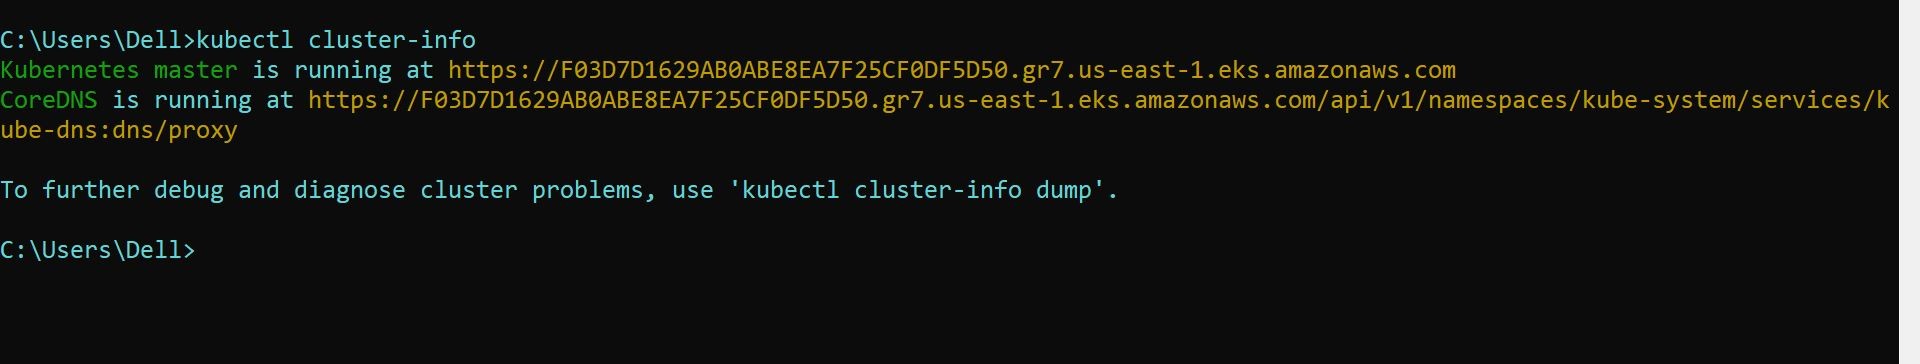 C:\Users\Dell>kubectl cluster-info
Kubernetes master is running at https://F03D7D1629AB0ABE8EA7F25CF0DF5D50.gr7.us-east-1.eks.amazonaws.com
CoreDNS is running at https://F03D7D1629AB0ABE8EA7F25CF0DF5D50.gr7.us-east-1.eks.amazonaws.com/api/v1/namespaces/kube-system/services/k
ube-dns:dns/proxy
To further debug and diagnose cluster problems, use 'kubectl cluster-info dump'.
C:\Users\Dell>